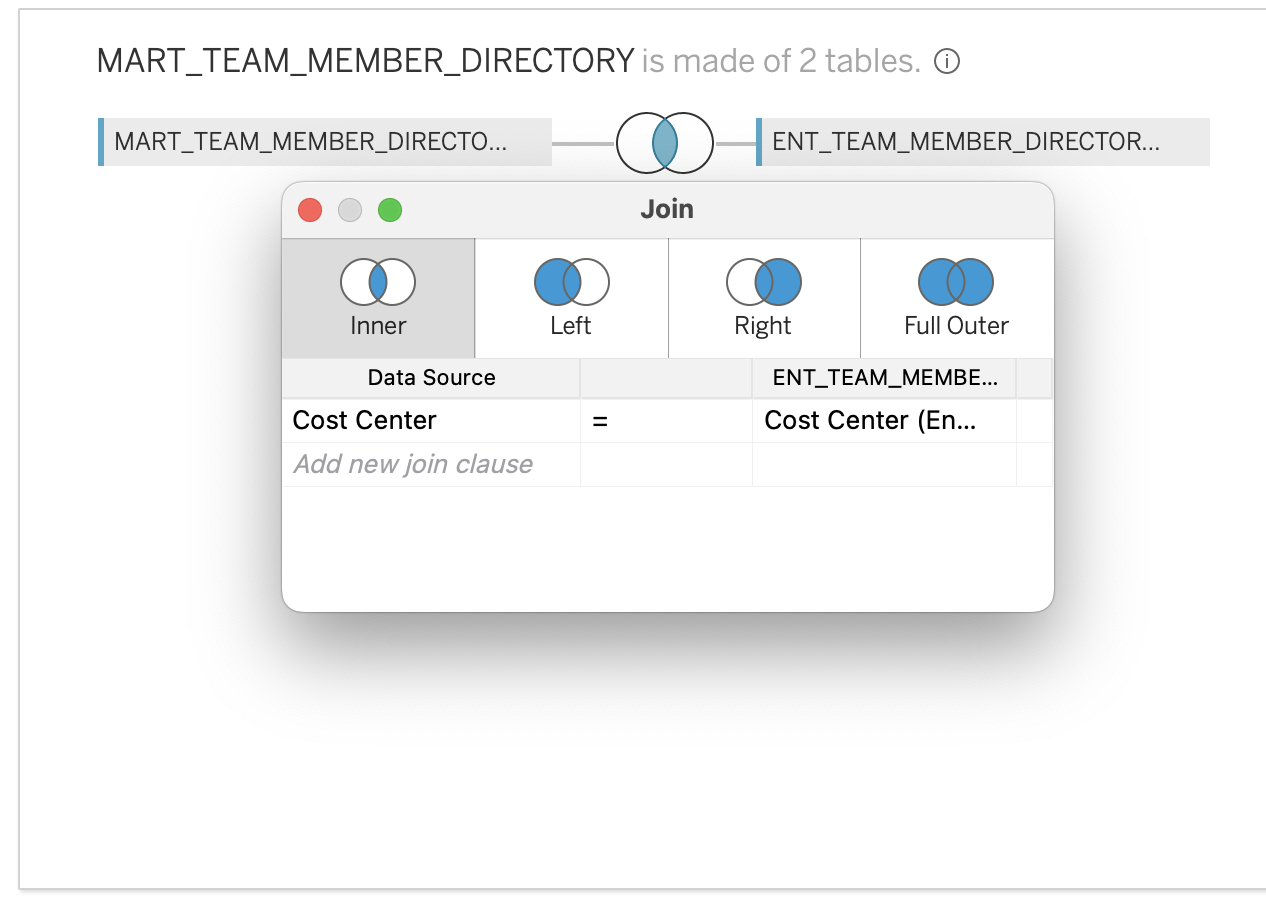 MART_TEAM_MEMBER_DIRECTORY is made of 2 tables.
MART_TEAM_MEMBER_DIRECTO...
ENT_TEAM_MEMBER_DIRECTOR...
Join
Inner
Left
Right
Full Outer
Data Source
ENT_TEAM_MEMBE...
Cost Center
=
Cost Center (En...
Add new join clause